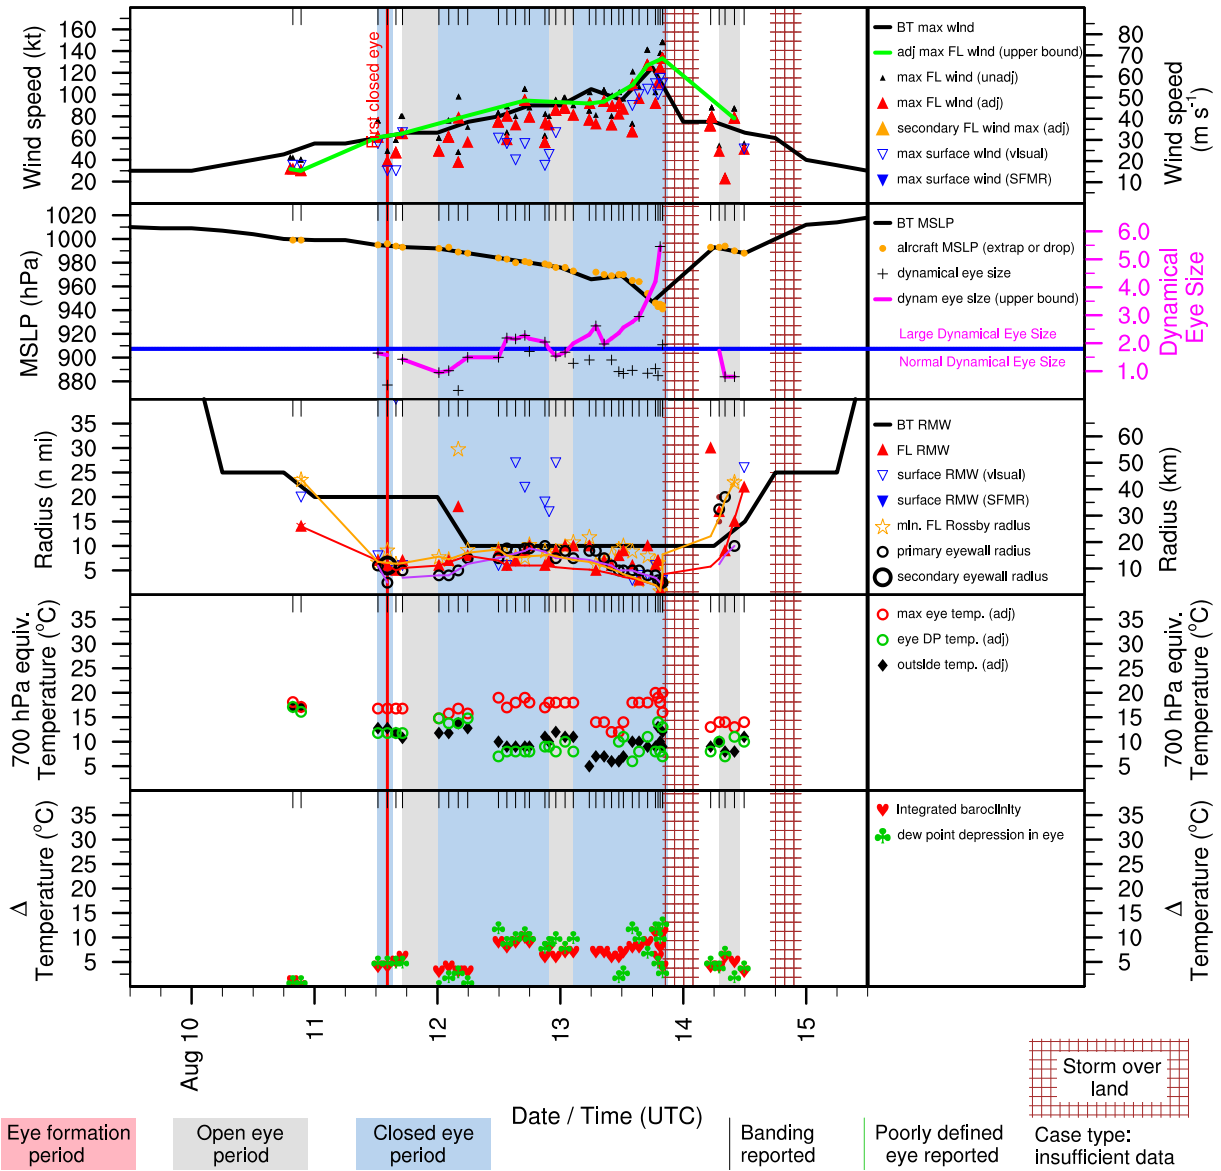 Wind speed (kt)
160
140
120
100
80
60
40
20
First closed eye
BT max wind
adj max FL wind (upper bound)
max FL wind (unadj)
max FL wind (adj)
secondary FL wind max (adj)
max surface wind (visual)
max surface wind (SFMR)
80
70
60
50
40
30
20
10
Wind speed
(m s-1)
MSLP (hPa)
1020
1000
980
960
940
920
900
880
BT MSLP
aircraft MSLP (extrap or drop)
dynamical eye size
dynam eye size (upper bound)
Large Dynamical Eye Size
Normal Dynamical Eye Size
6.0
5.0
4.0
3.0
2.0
1.0
Dynamical
Eye Size
Radius (n mi)
35
30
25
20
15
10
5
BT RMW
FL RMW
surface RMW (visual)
surface RMW (SFMR)
min. FL Rossby radius
primary eyewall radius
secondary eyewall radius
60
50
40
30
20
10
Radius (km)
700 hPa equiv.
Temperature (°C)
35
30
25
20
15
10
5
max eye temp. (adj)
eye DP temp. (adj)
outside temp. (adj)
35
30
25
20
15
10
5
700 hPa equiv.
Temperature (°C)
Δ
Temperature (°C)
35
30
25
20
15
10
5
Integrated baroclinity
dew point depression in eye
35
30
25
20
15
10
5
Δ
Temperature (°C)
Aug 10
11
12
13
14
15
Date / Time (UTC)
Storm over
land
Eye formation
period
Open eye
period
Closed eye
period
Banding
reported
Poorly defined
eye reported
Case type:
insufficient data